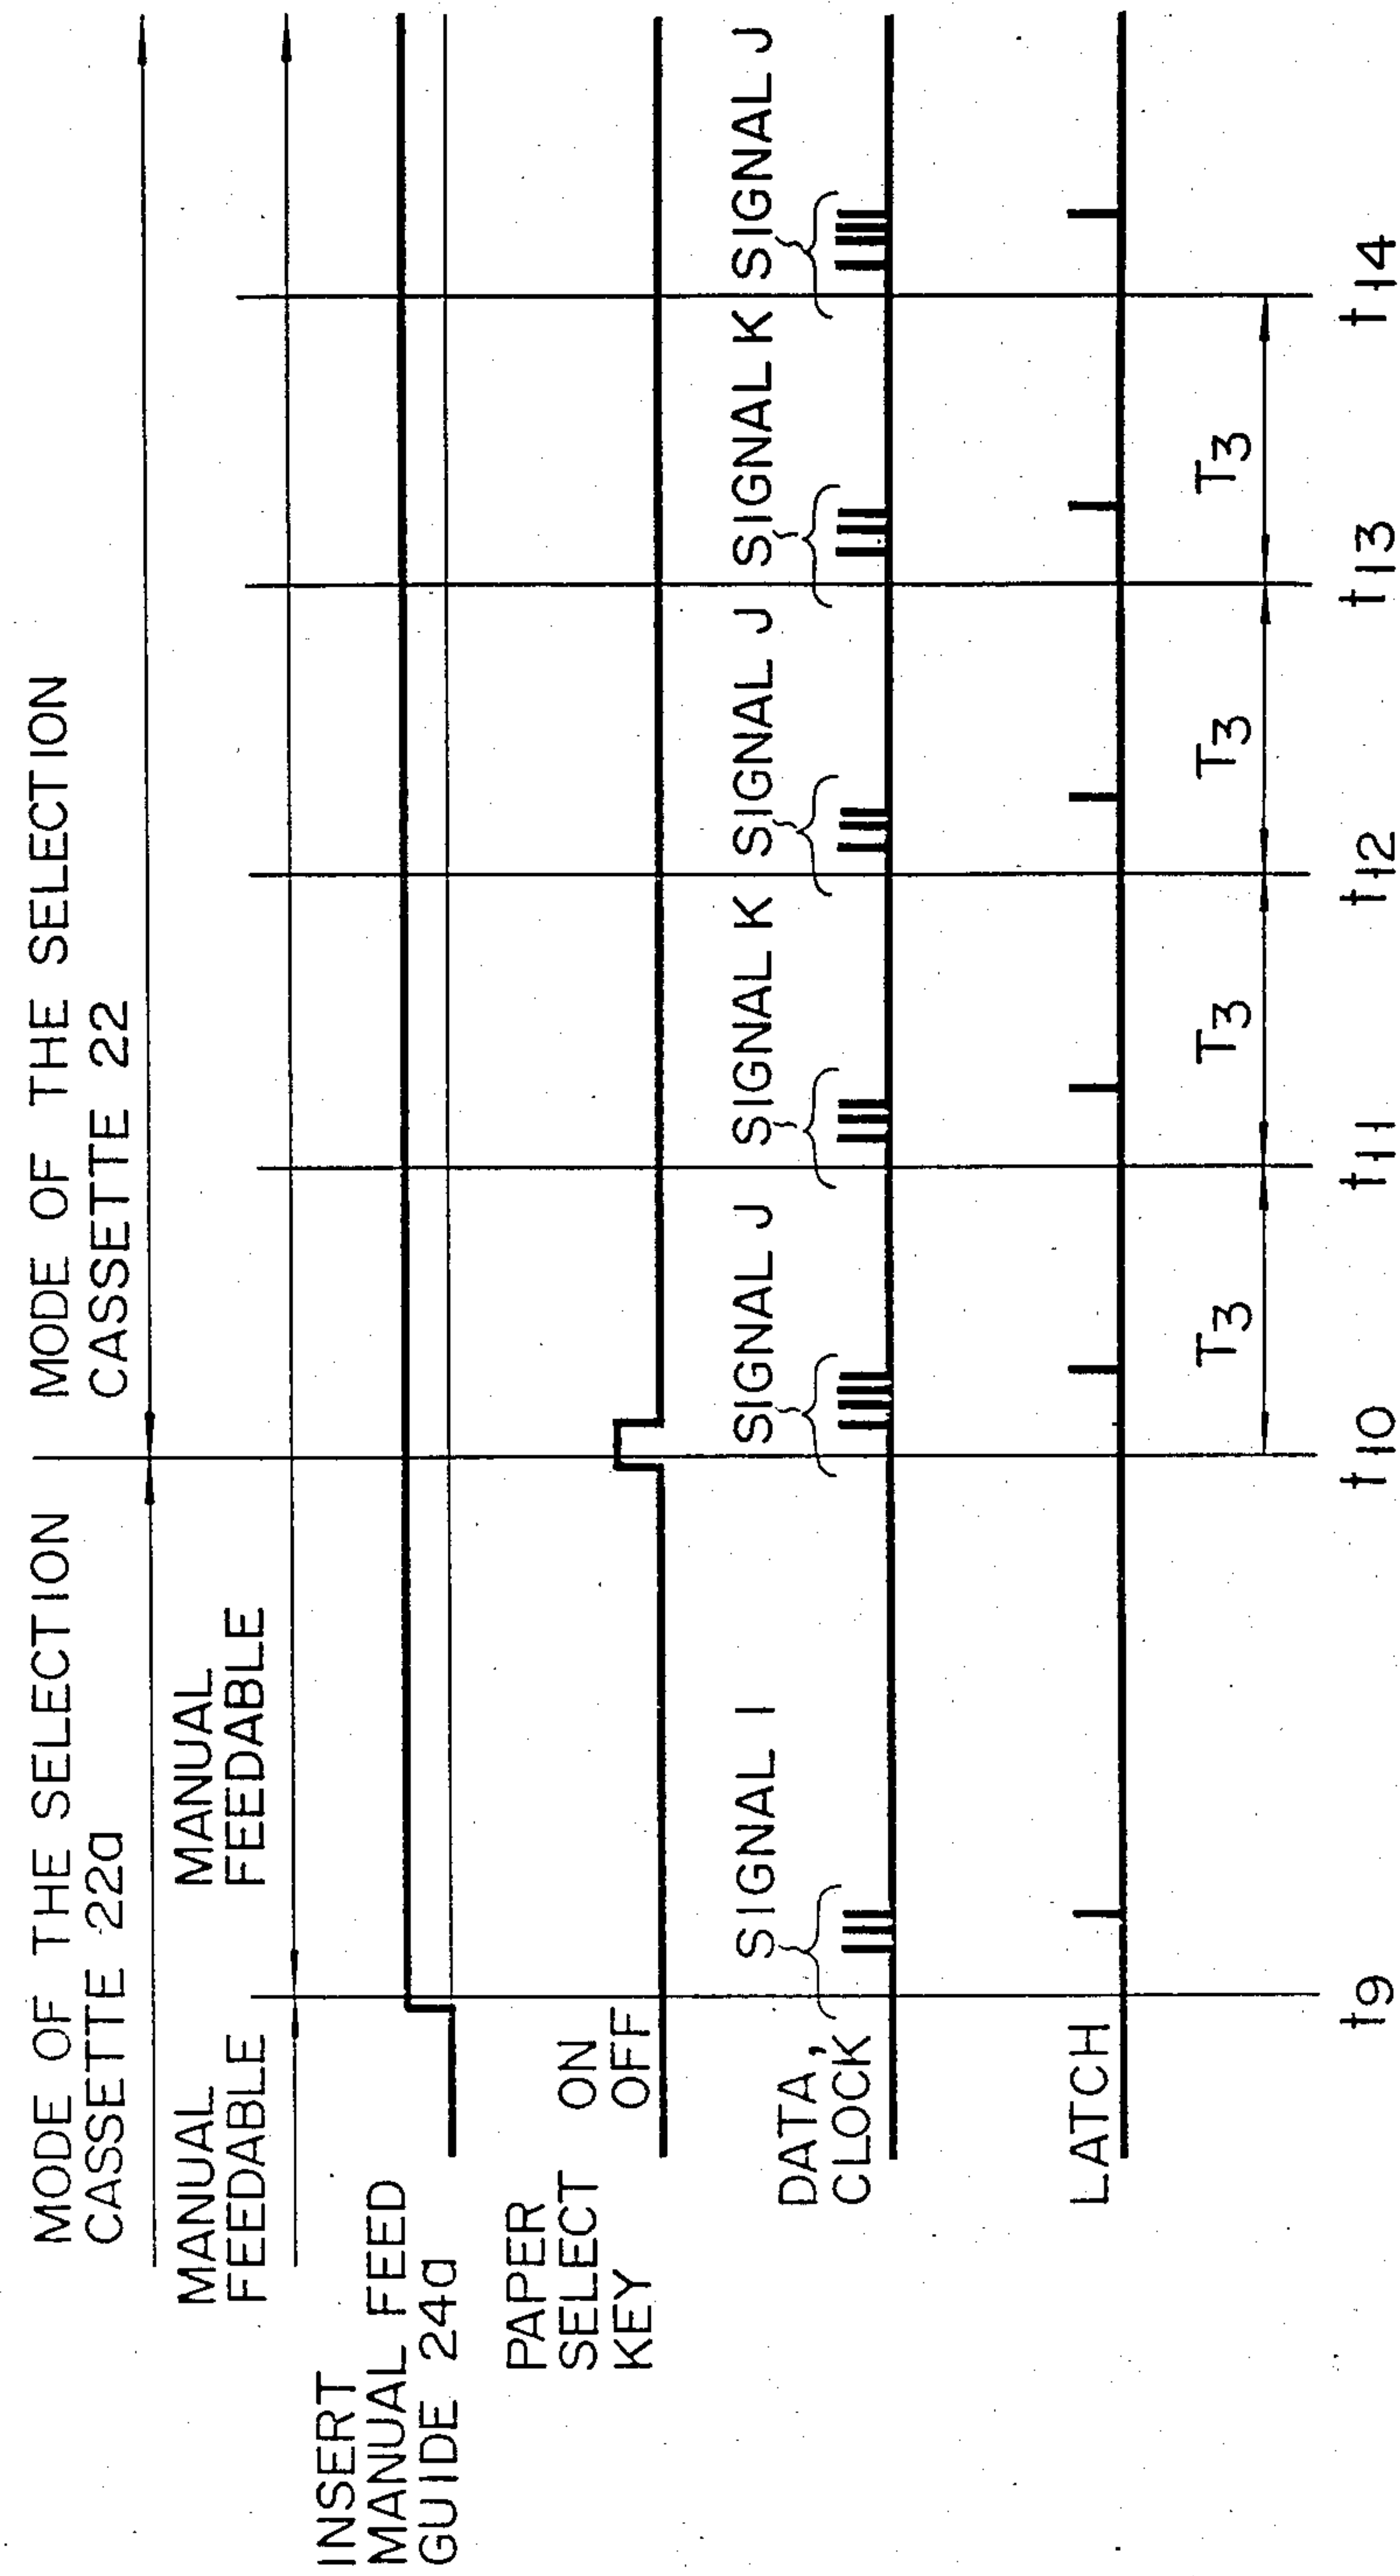 MODE OF THE SELECTION
CASSETTE 22a
MODE OF THE SELECTION
CASSETTE 22
MANUAL
FEEDABLE
MANUAL
FEEDABLE
INSERT
MANUAL FEED
GUIDE 24a
PAPER
SELECT
KEY
ON
OFF
DATA,
CLOCK
SIGNAL I
SIGNAL J
SIGNAL K
SIGNAL J
SIGNAL K
SIGNAL J
LATCH
T3
T3
T3
T3
t9
t10
t11
t12
t13
t14